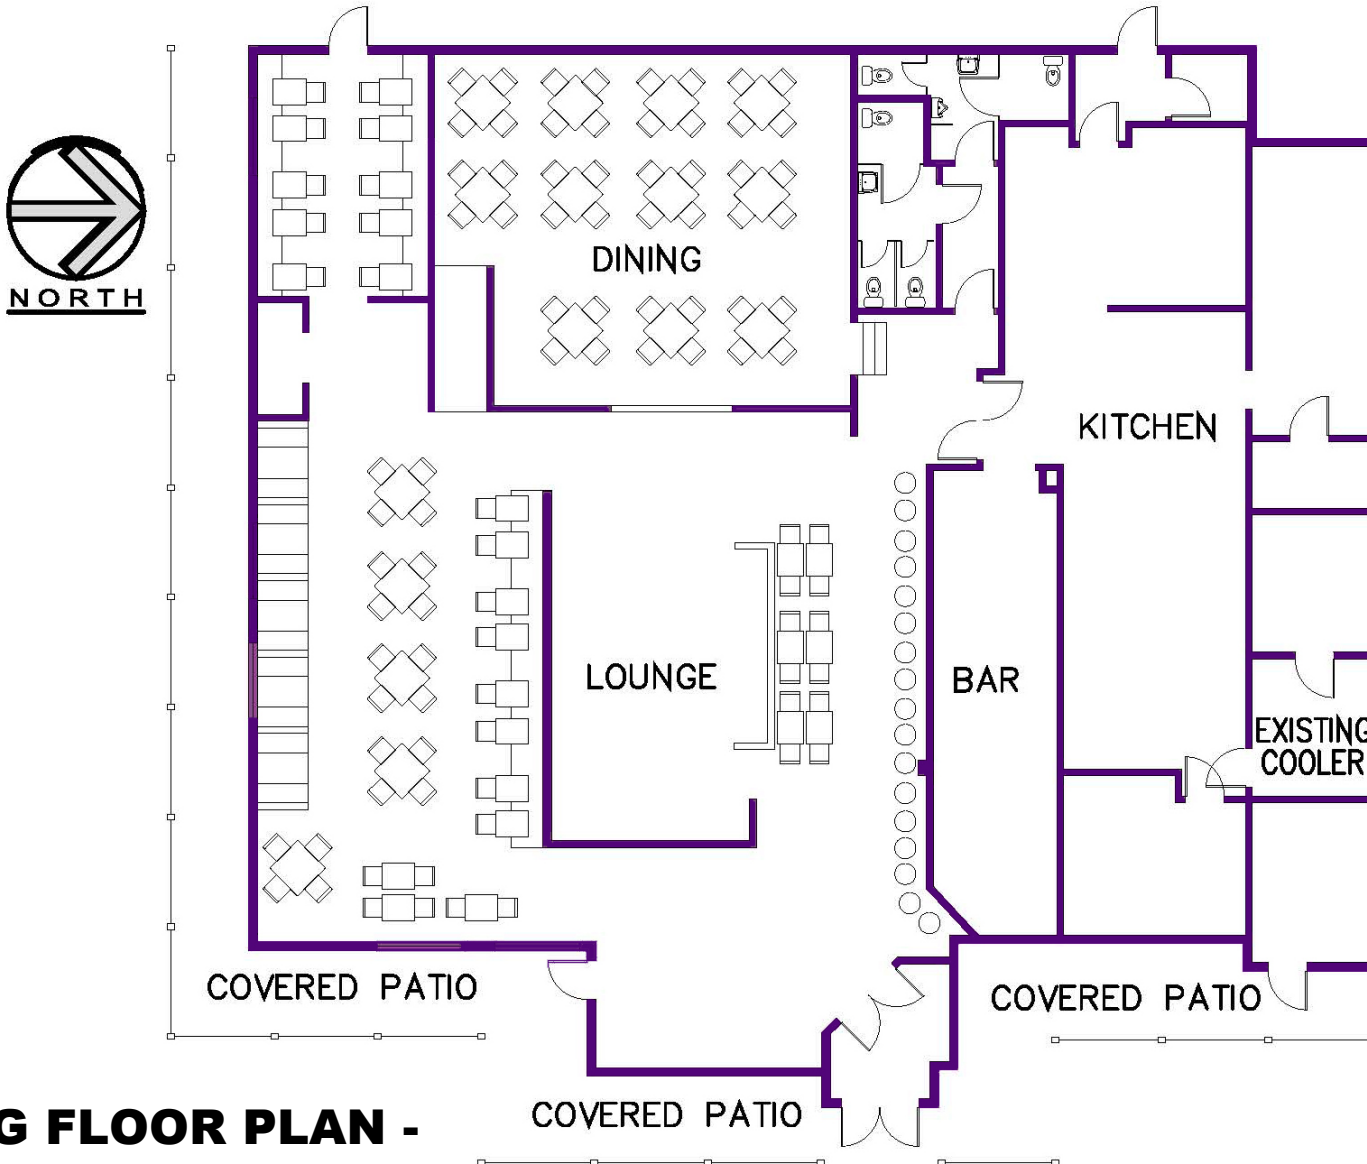 DINING
NORTH
KITCHEN
LOUNGE
BAR
EXISTING
COOLER
COVERED PATIO
COVERED PATIO
G FLOOR PLAN -
COVERED PATIO